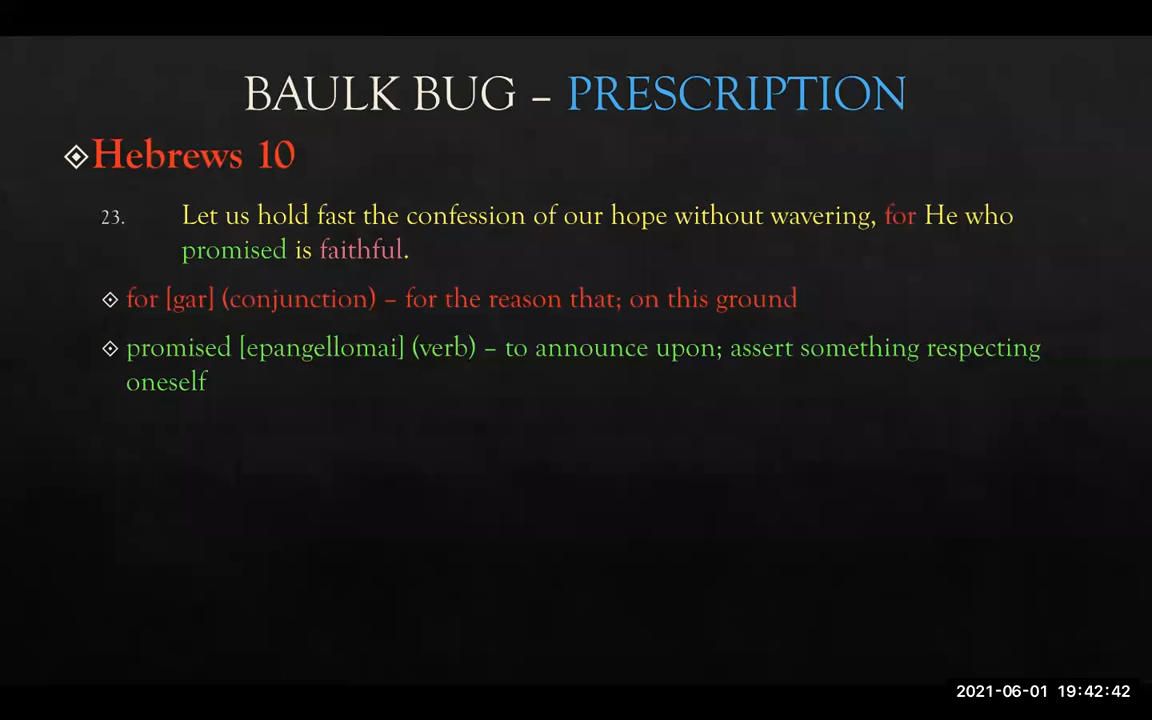 BAULK BUG – PRESCRIPTION
Hebrews 10
23. Let us hold fast the confession of our hope without wavering, for He who
promised is faithful.
for [gar] (conjunction) – for the reason that; on this ground
promised [epangellomai] (verb) – to announce upon; assert something respecting
oneself
2021-06-01 19:42:42